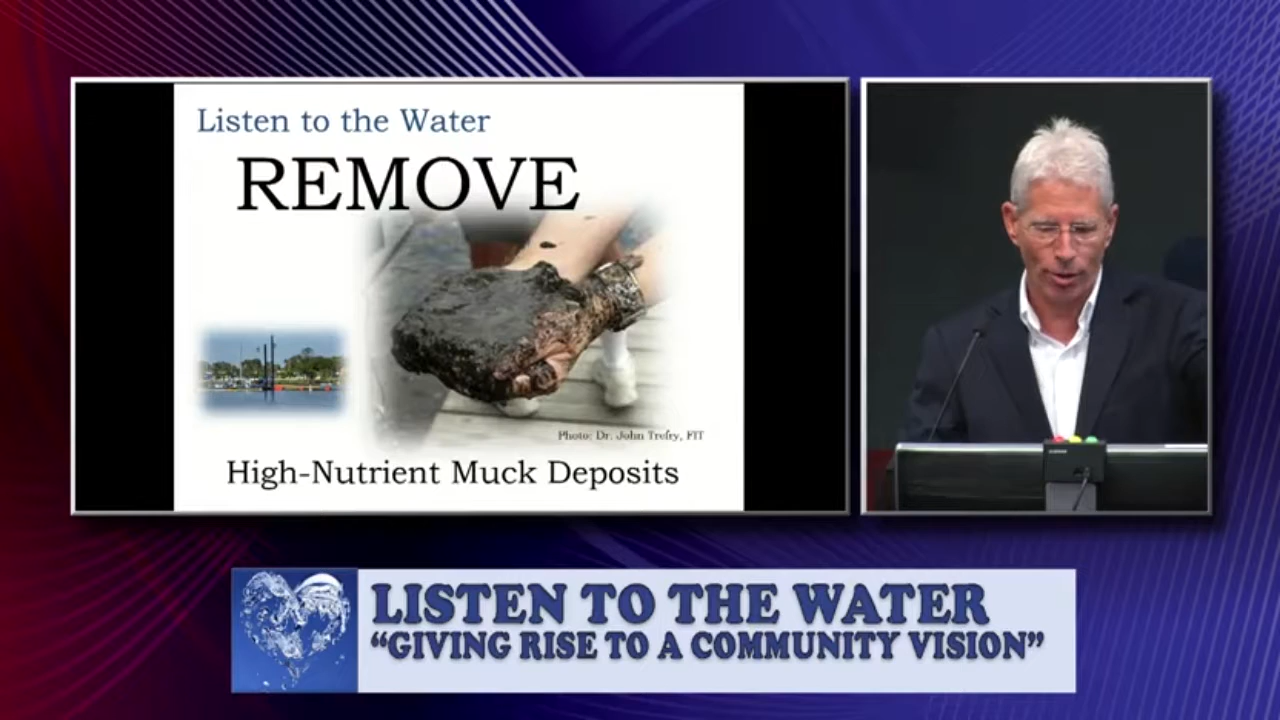 Listen to the Water
REMOVE
Photo: Dr. John Trefry, FIT
High-Nutrient Muck Deposits
LISTEN TO THE WATER
“GIVING RISE TO A COMMUNITY VISION”